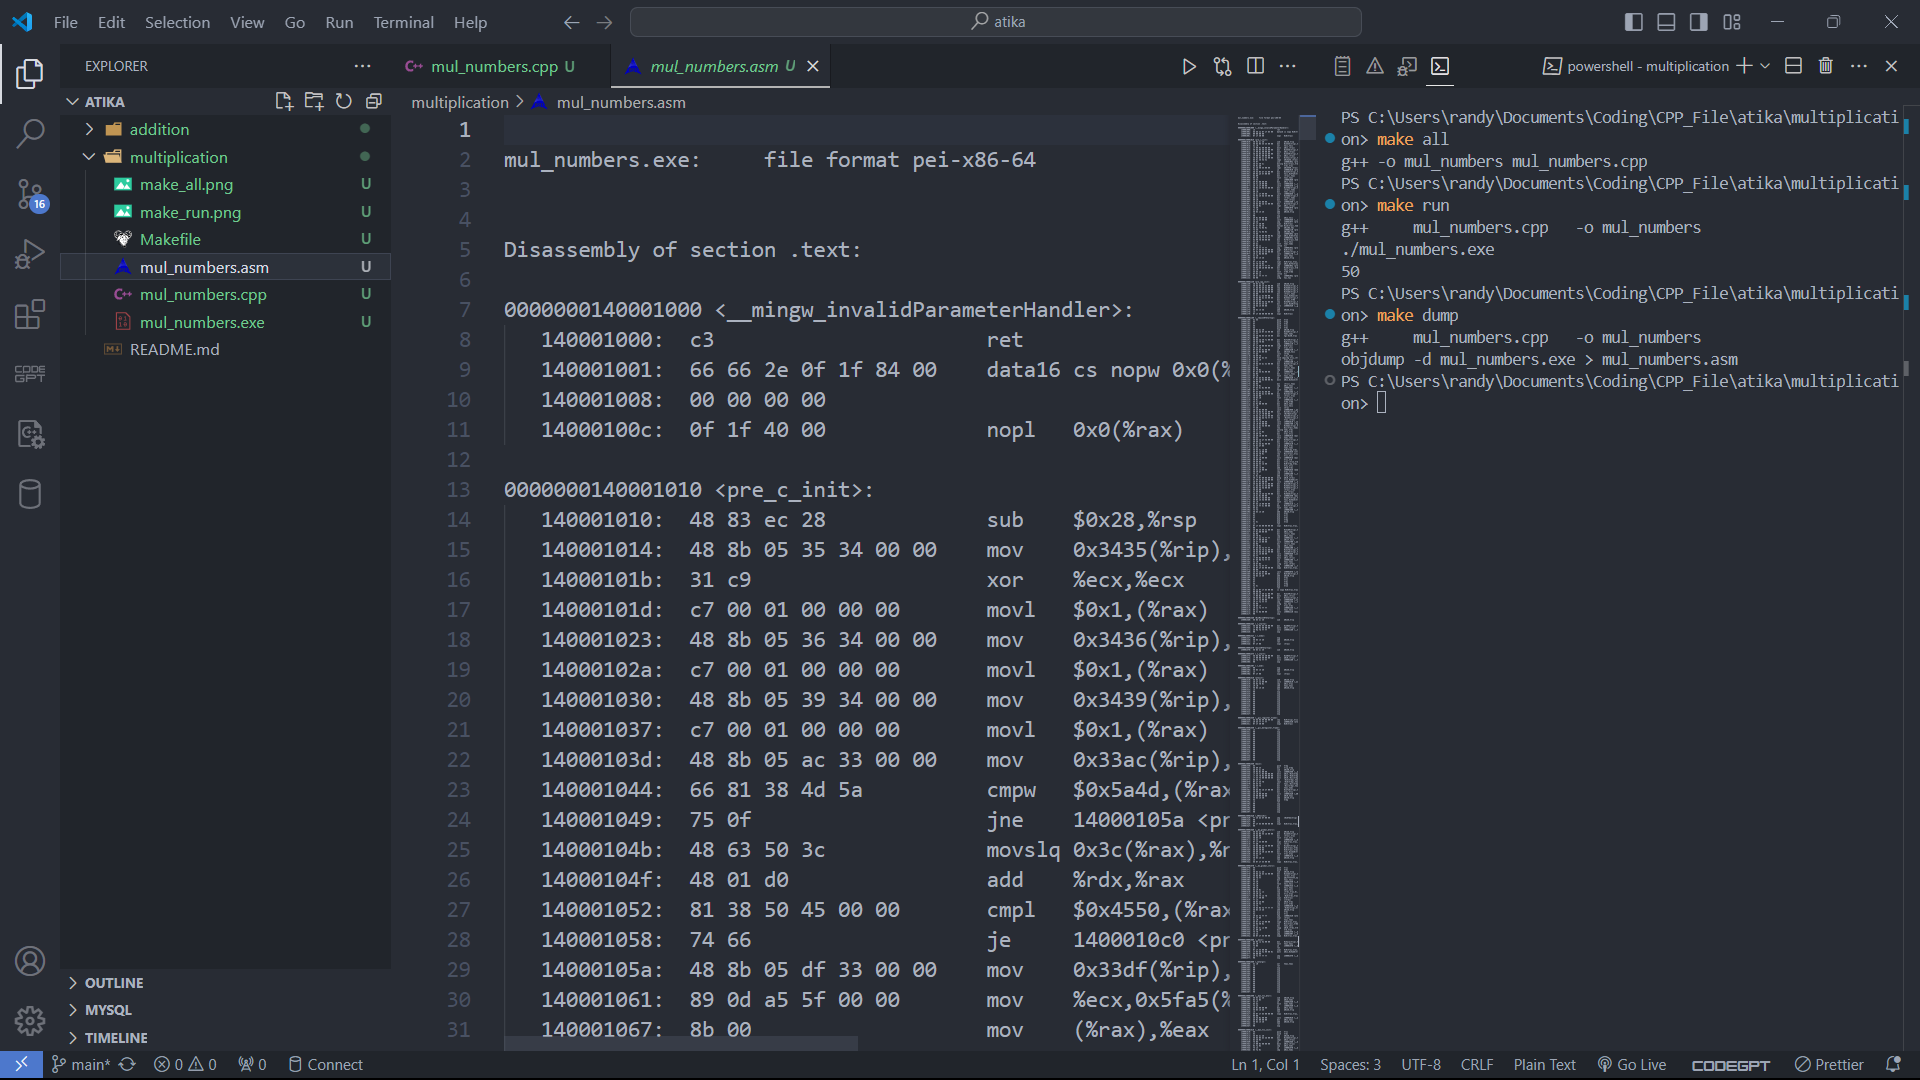 File Edit Selection View Go Run Terminal Help
atika
EXPLORER
mul_numbers.cpp U
mul_numbers.asm U
powershell - multiplication
ATIKA
addition
multiplication
make_all.png U
make_run.png U
Makefile U
mul_numbers.asm U
mul_numbers.cpp U
mul_numbers.exe U
README.md
CODE
GPT
16
OUTLINE
MYSQL
TIMELINE
multiplication > mul_numbers.asm
1
2 mul_numbers.exe:     file format pei-x86-64
3
4
5 Disassembly of section .text:
6
7 0000000140001000 <__mingw_invalidParameterHandler>:
8 140001000: c3 ret
9 140001001: 66 66 2e 0f 1f 84 00 data16 cs nopw 0x0(%
10 140001008: 00 00 00 00
11 14000100c: 0f 1f 40 00 nopl 0x0(%rax)
12
13 0000000140001010 <pre_c_init>:
14 140001010: 48 83 ec 28 sub $0x28,%rsp
15 140001014: 48 8b 05 35 34 00 00 mov 0x3435(%rip),
16 14000101b: 31 c9 xor %ecx,%ecx
17 14000101d: c7 00 01 00 00 00 movl $0x1,(%rax)
18 140001023: 48 8b 05 36 34 00 00 mov 0x3436(%rip),
19 14000102a: c7 00 01 00 00 00 movl $0x1,(%rax)
20 140001030: 48 8b 05 39 34 00 00 mov 0x3439(%rip),
21 140001037: c7 00 01 00 00 00 movl $0x1,(%rax)
22 14000103d: 48 8b 05 ac 33 00 00 mov 0x33ac(%rip),
23 140001044: 66 81 38 4d 5a cmpw $0x5a4d,(%rax
24 140001049: 75 0f jne 14000105a <pr
25 14000104b: 48 63 50 3c movslq 0x3c(%rax),%r
26 14000104f: 48 01 d0 add %rdx,%rax
27 140001052: 81 38 50 45 00 00 cmpl $0x4550,(%rax
28 140001058: 74 66 je 1400010c0 <pr
29 14000105a: 48 8b 05 df 33 00 00 mov 0x33df(%rip),
30 140001061: 89 0d a5 5f 00 00 mov %ecx,0x5fa5(%
31 140001067: 8b 00 mov (%rax),%eax
PS C:\Users\randy\Documents\Coding\CPP_File\atika\multiplicati
on> make all
g++ -o mul_numbers mul_numbers.cpp
PS C:\Users\randy\Documents\Coding\CPP_File\atika\multiplicati
on> make run
g++     mul_numbers.cpp   -o mul_numbers
./mul_numbers.exe
50
PS C:\Users\randy\Documents\Coding\CPP_File\atika\multiplicati
on> make dump
g++     mul_numbers.cpp   -o mul_numbers
objdump -d mul_numbers.exe > mul_numbers.asm
PS C:\Users\randy\Documents\Coding\CPP_File\atika\multiplicati
on>
main* 0 0 0 Connect Ln 1, Col 1 Spaces: 3 UTF-8 CRLF Plain Text Go Live CODEGPT Prettier